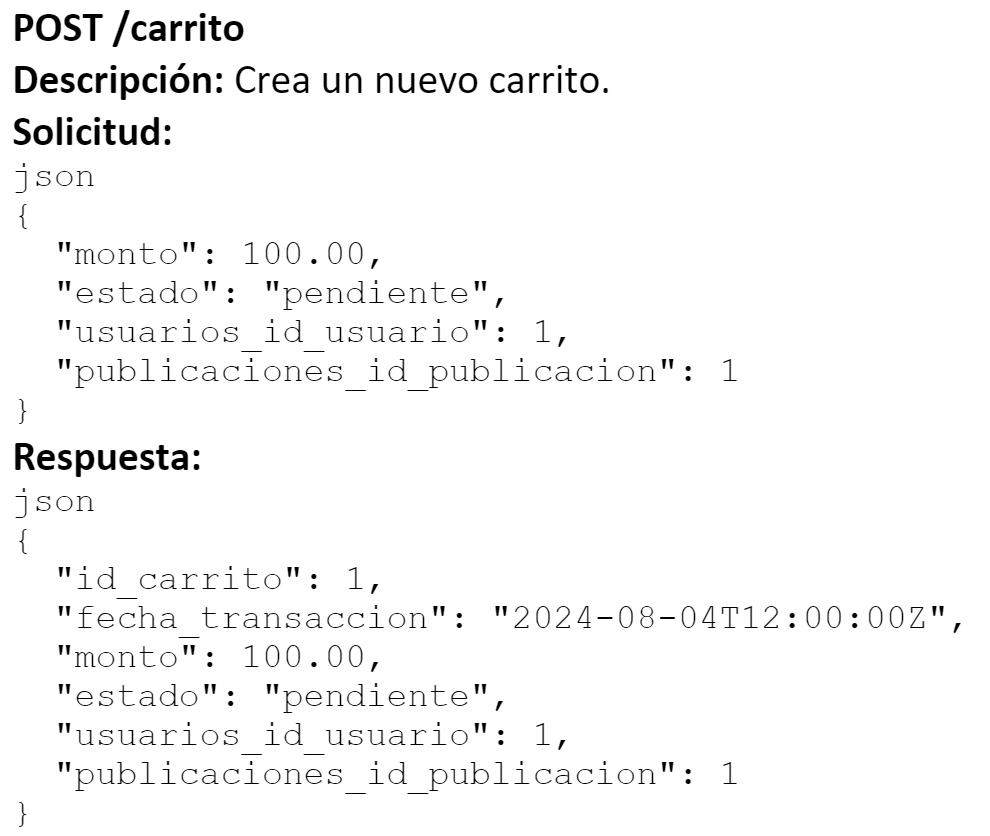 POST /carrito
Descripción: Crea un nuevo carrito.
Solicitud:
json
{
  "monto": 100.00,
  "estado": "pendiente",
  "usuarios_id_usuario": 1,
  "publicaciones_id_publicacion": 1
}
Respuesta:
json
{
  "id_carrito": 1,
  "fecha_transaccion": "2024-08-04T12:00:00Z",
  "monto": 100.00,
  "estado": "pendiente",
  "usuarios_id_usuario": 1,
  "publicaciones_id_publicacion": 1
}